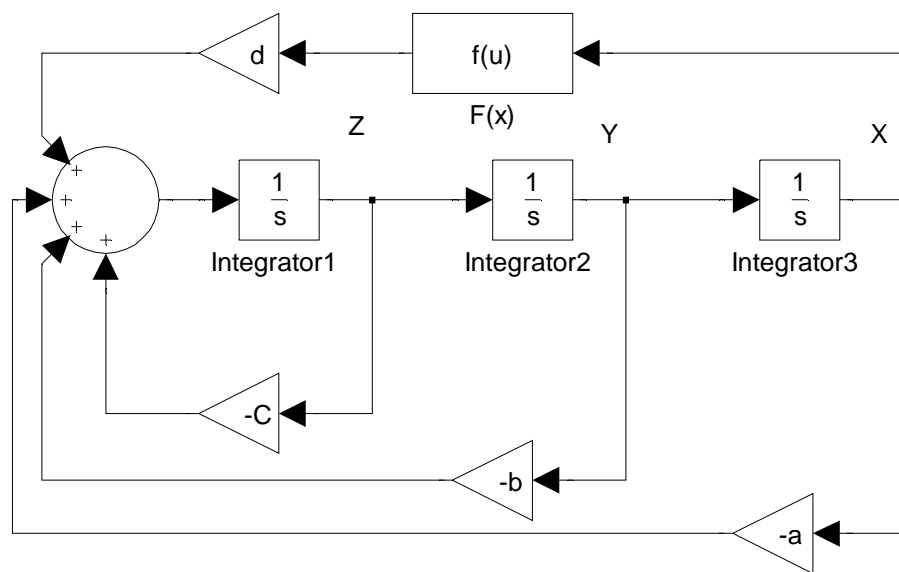 d
f(u)
F(x)
Z
Y
X
+
+
+
+
1
s
1
s
1
s
Integrator1
Integrator2
Integrator3
-C
-b
-a